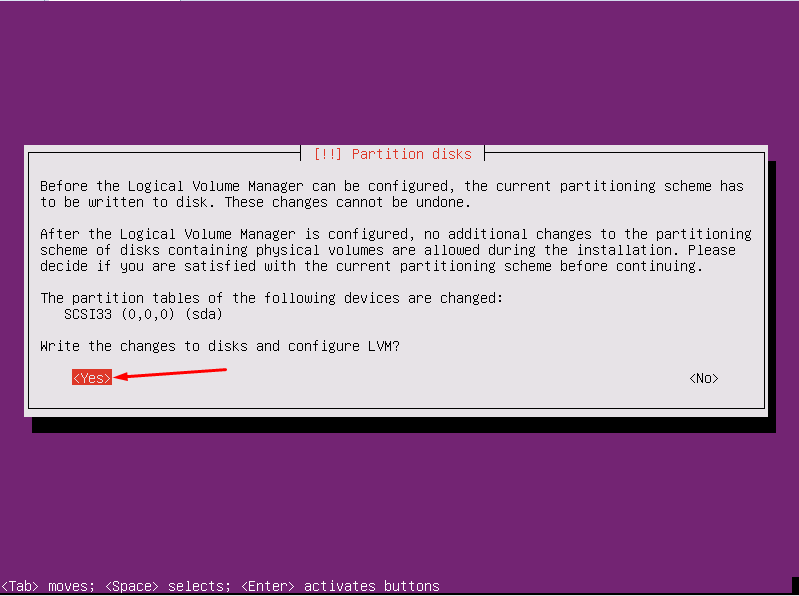 [!!] Partition disks
Before the Logical Volume Manager can be configured, the current partitioning scheme has
to be written to disk. These changes cannot be undone.
After the Logical Volume Manager is configured, no additional changes to the partitioning
scheme of disks containing physical volumes are allowed during the installation. Please
decide if you are satisfied with the current partitioning scheme before continuing.
The partition tables of the following devices are changed:
SCSI33 (0,0,0) (sda)
Write the changes to disks and configure LVM?
<Yes> <No>
<Tab> moves; <Space> selects; <Enter> activates buttons